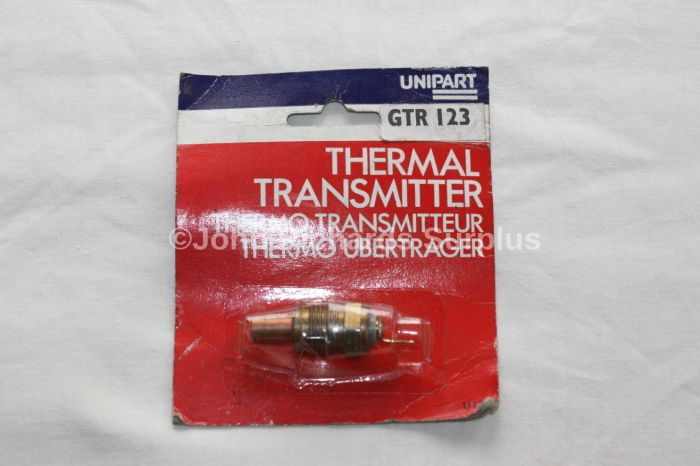 UNIPART
GTR 123
THERMAL
TRANSMITTER
THERMO TRANSMITTEUR
©John Richards Surplus
THERMO ÜBERTRAGER